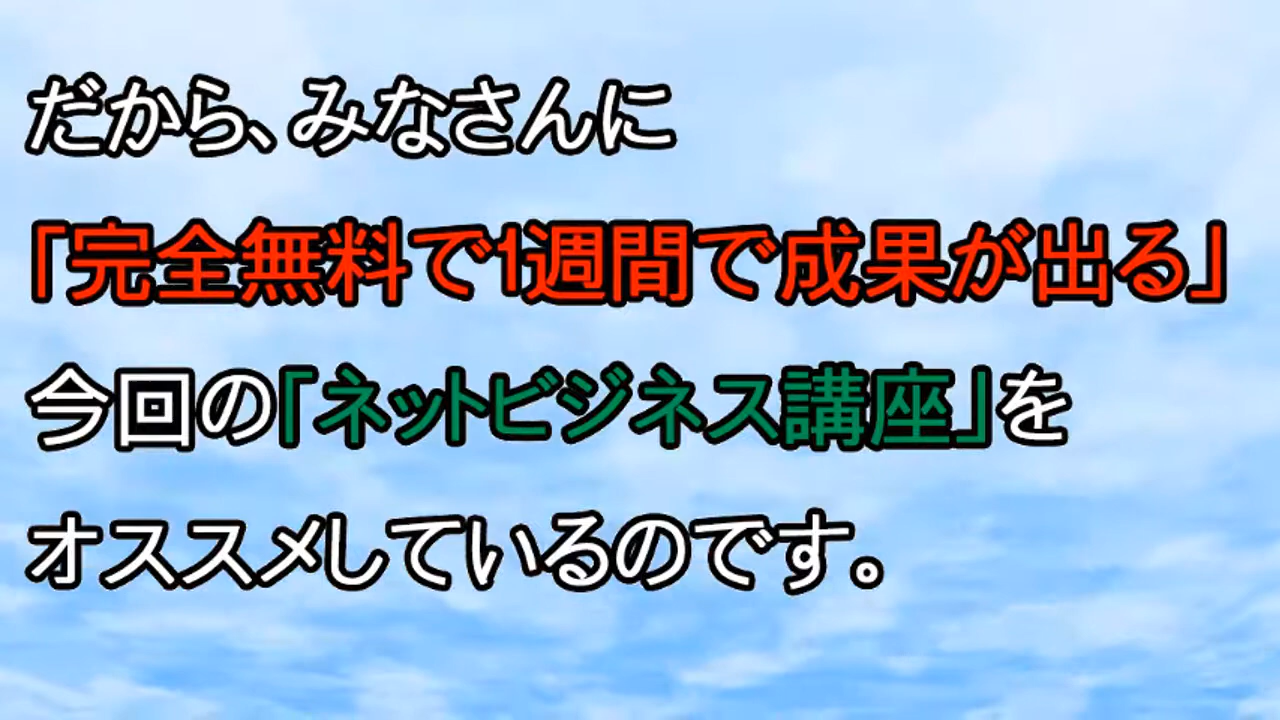 だから、みなさんに
「完全無料で1週間で成果が出る」
今回の「ネットビジネス講座」を
オススメしているのです。